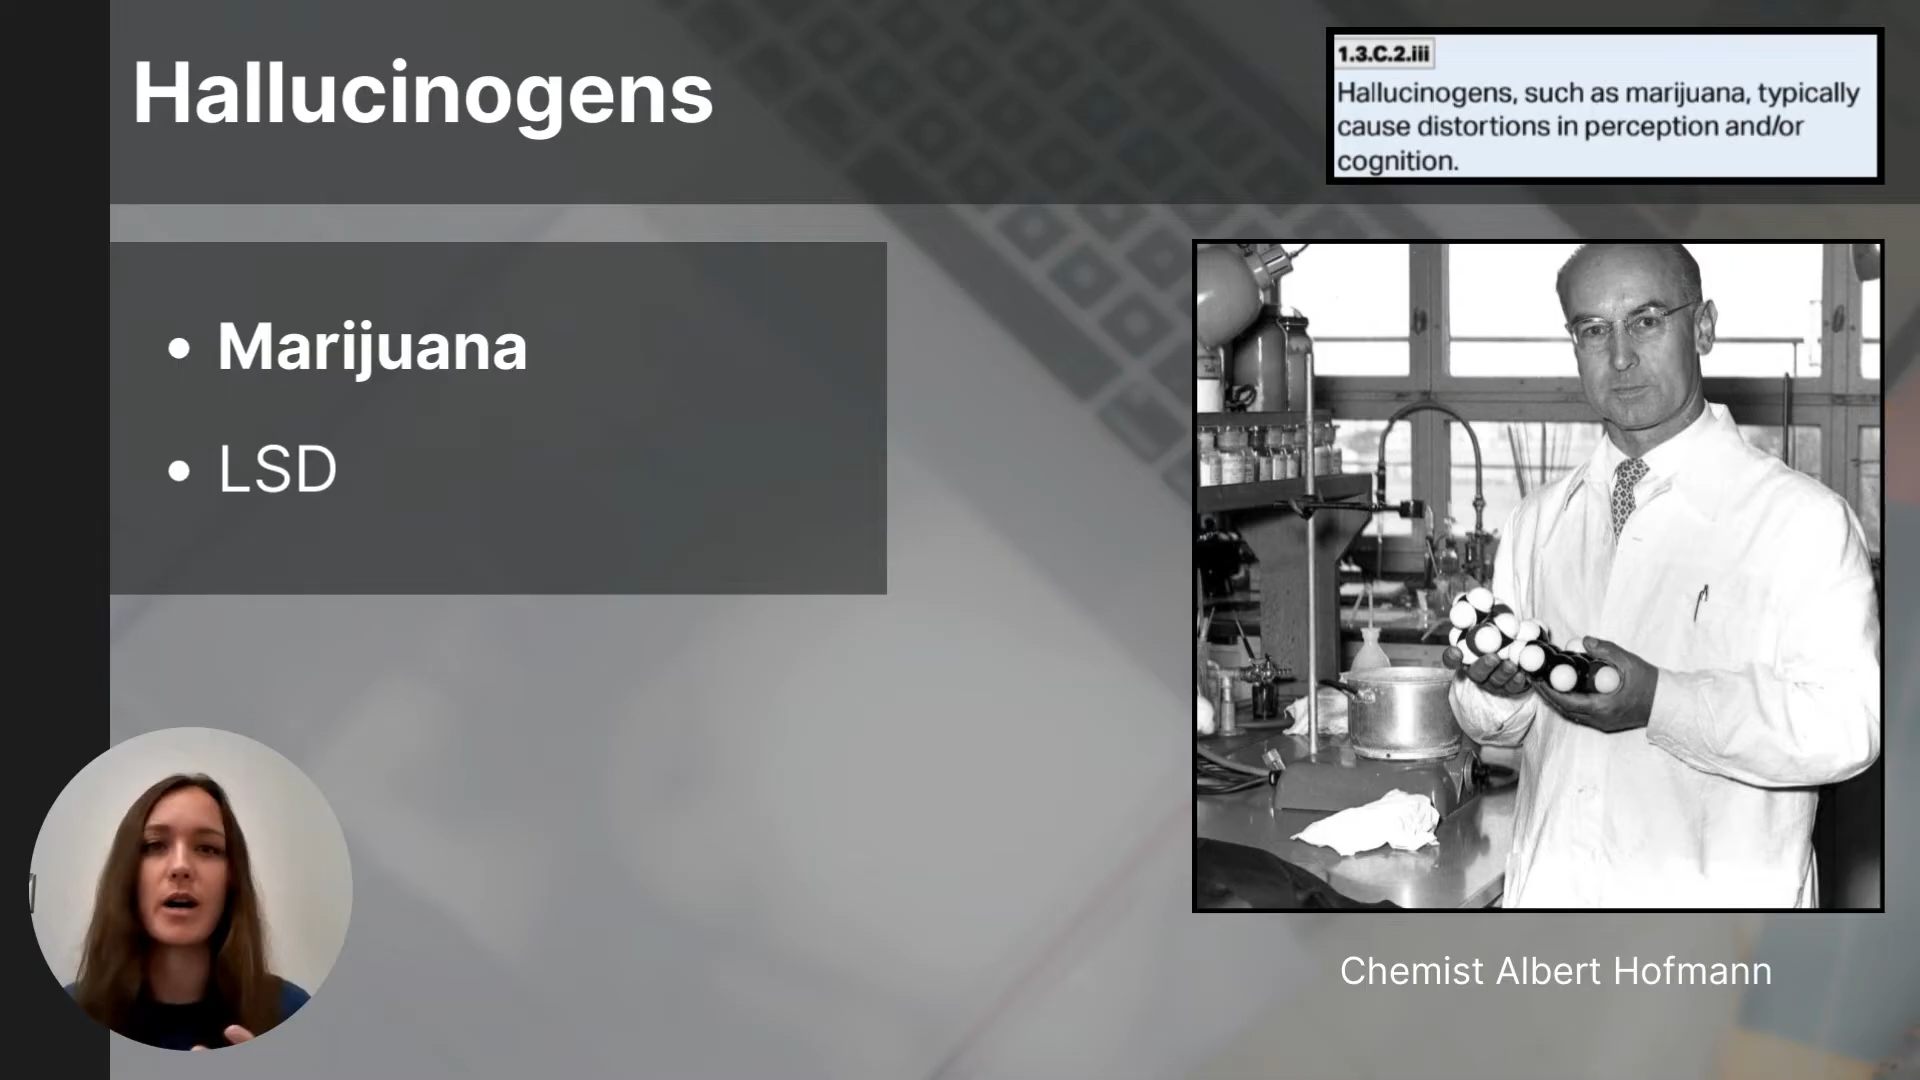 Hallucinogens
1.3.C.2.iii
Hallucinogens, such as marijuana, typically
cause distortions in perception and/or
cognition.
Marijuana
LSD
Chemist Albert Hofmann